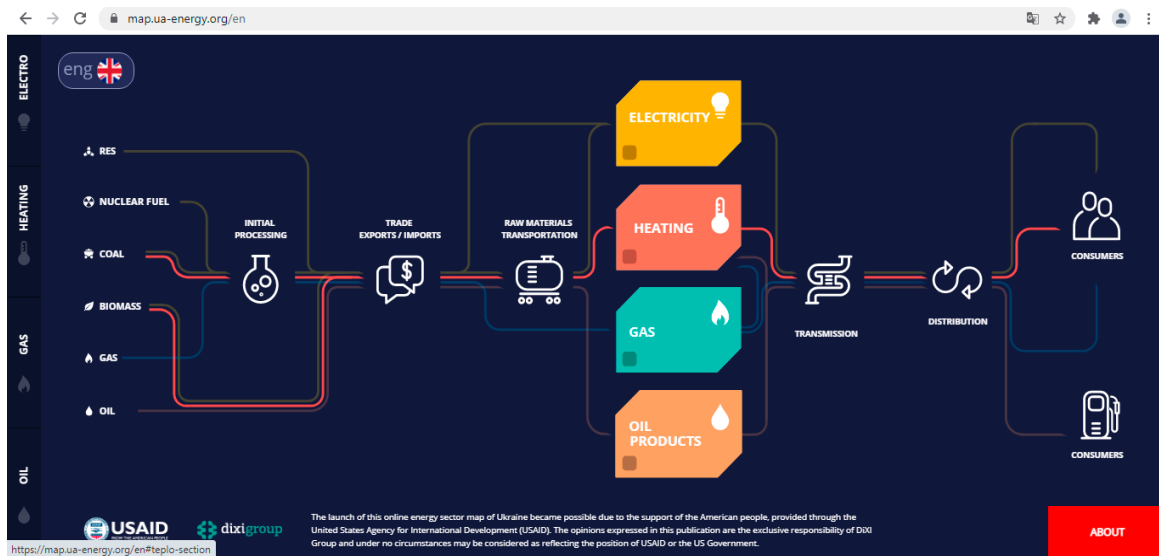 map.ua-energy.org/en
ELECTRO
HEATING
GAS
OIL
eng
RES
NUCLEAR FUEL
COAL
BIOMASS
GAS
OIL
INITIAL
PROCESSING
TRADE
EXPORTS / IMPORTS
RAW MATERIALS
TRANSPORTATION
ELECTRICITY
HEATING
GAS
OIL
PRODUCTS
TRANSMISSION
DISTRIBUTION
CONSUMERS
CONSUMERS
USAID
FROM THE AMERICAN PEOPLE
dixigroup
The launch of this online energy sector map of Ukraine became possible due to the support of the American people, provided through the
United States Agency for International Development (USAID). The opinions expressed in this publication are the exclusive responsibility of DiXI
Group and under no circumstances may be considered as reflecting the position of USAID or the US Government.
ABOUT
https://map.ua-energy.org/en#teplo-section